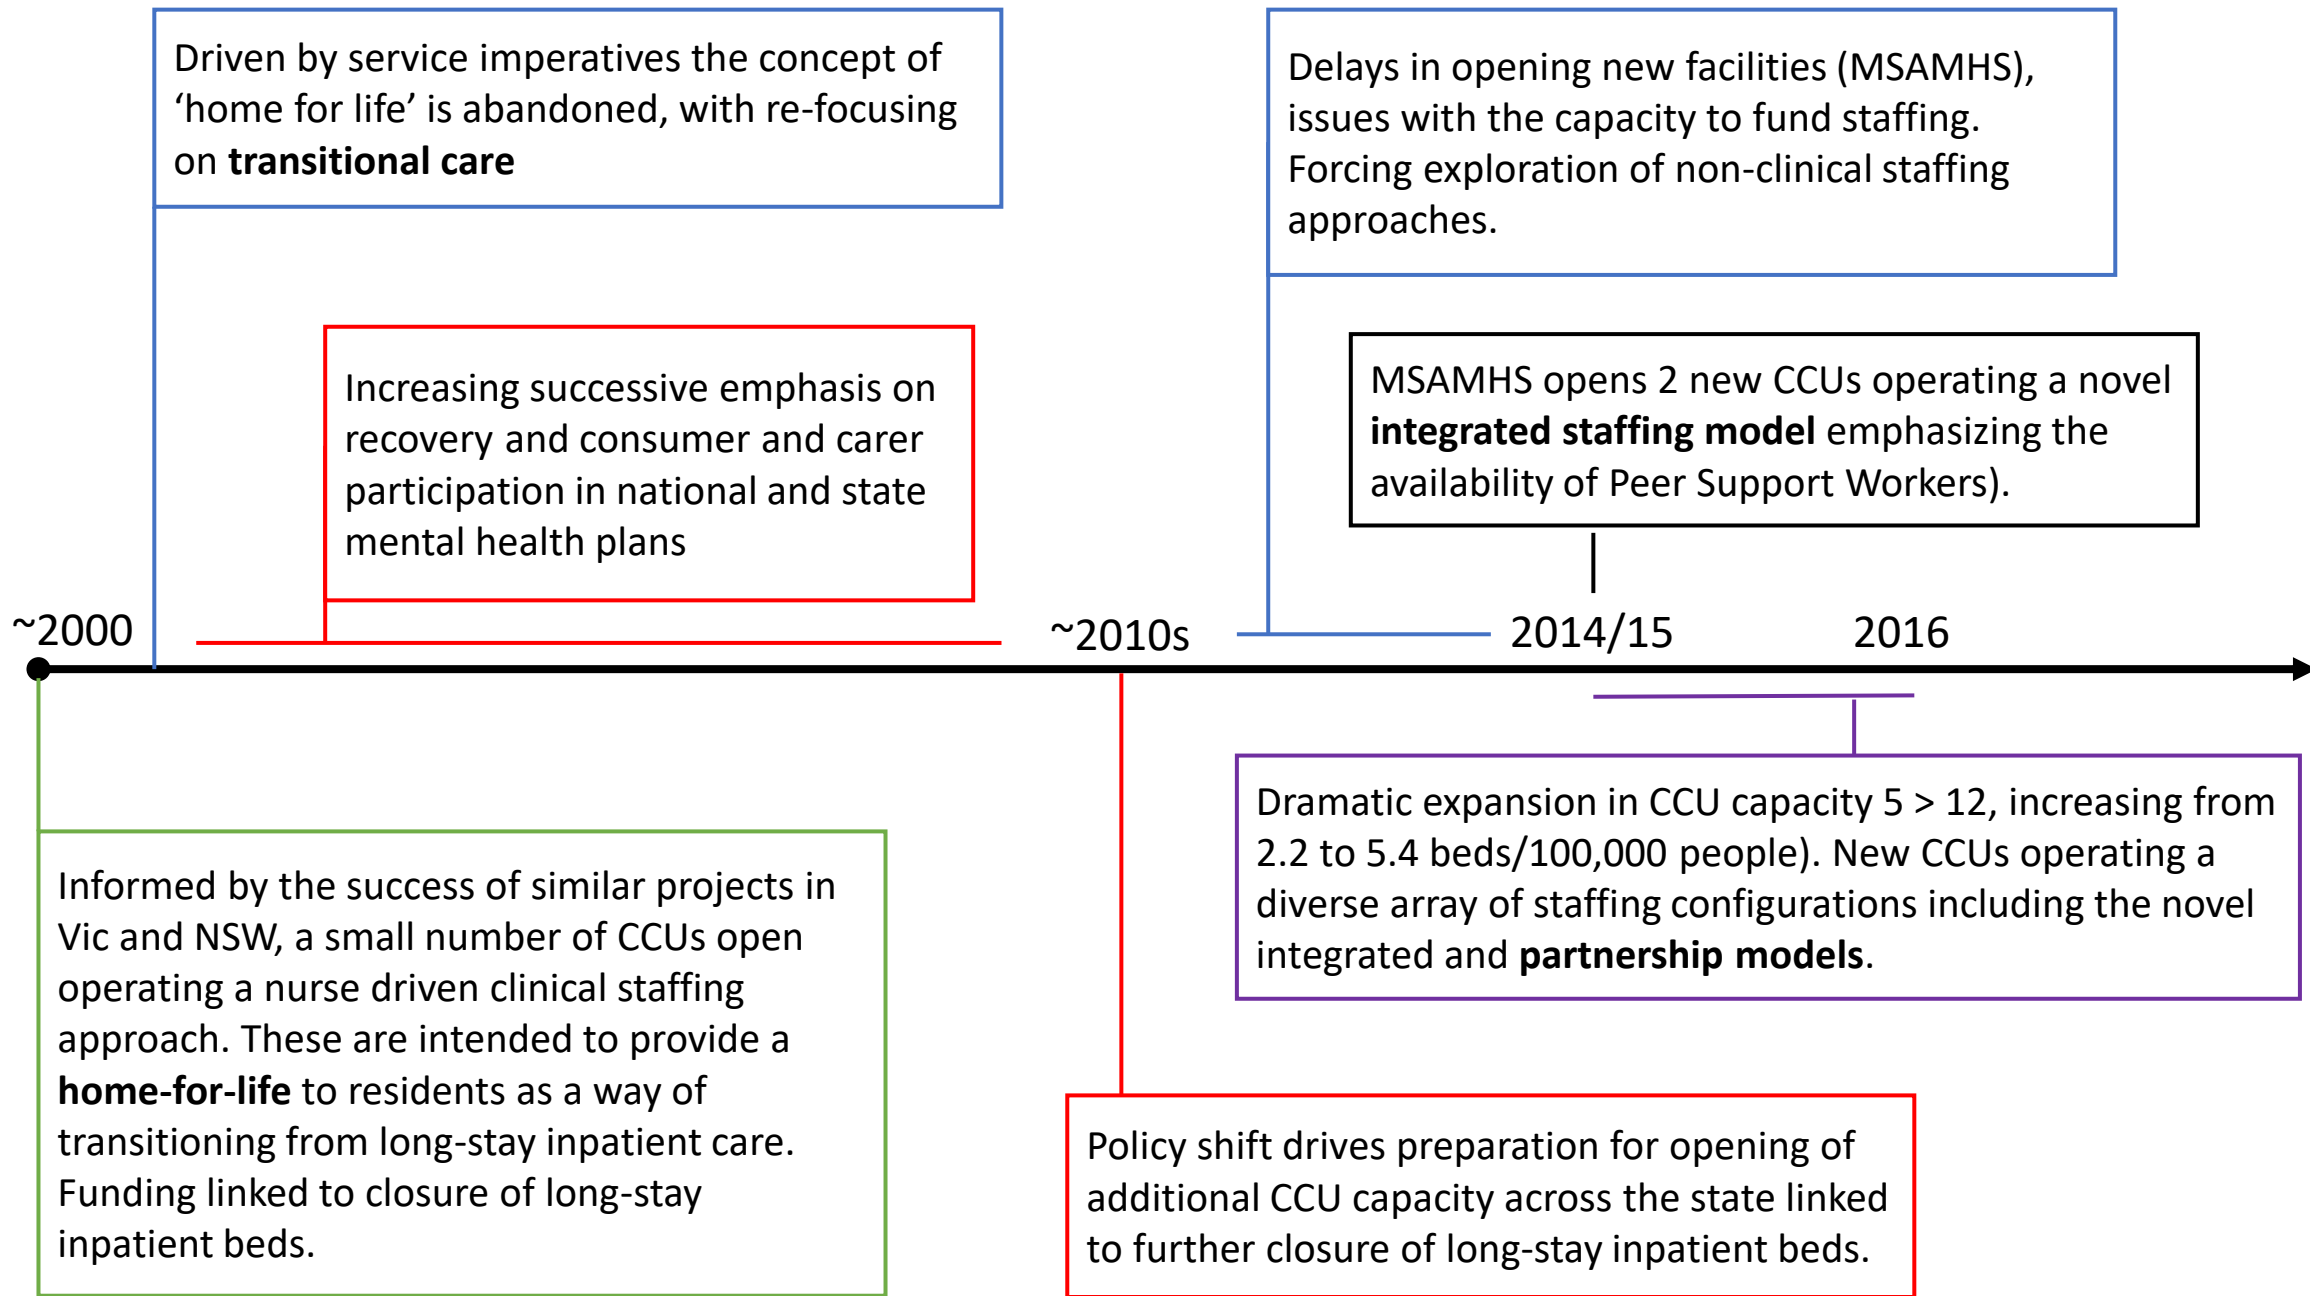 Driven by service imperatives the concept of
‘home for life’ is abandoned, with re-focusing
on transitional care
Delays in opening new facilities (MSAMHS),
issues with the capacity to fund staffing.
Forcing exploration of non-clinical staffing
approaches.
Increasing successive emphasis on
recovery and consumer and carer
participation in national and state
mental health plans
MSAMHS opens 2 new CCUs operating a novel
integrated staffing model emphasizing the
availability of Peer Support Workers).
~2000
~2010s
2014/15
2016
Informed by the success of similar projects in
Vic and NSW, a small number of CCUs open
operating a nurse driven clinical staffing
approach. These are intended to provide a
home-for-life to residents as a way of
transitioning from long-stay inpatient care.
Funding linked to closure of long-stay
inpatient beds.
Dramatic expansion in CCU capacity 5 > 12, increasing from
2.2 to 5.4 beds/100,000 people). New CCUs operating a
diverse array of staffing configurations including the novel
integrated and partnership models.
Policy shift drives preparation for opening of
additional CCU capacity across the state linked
to further closure of long-stay inpatient beds.